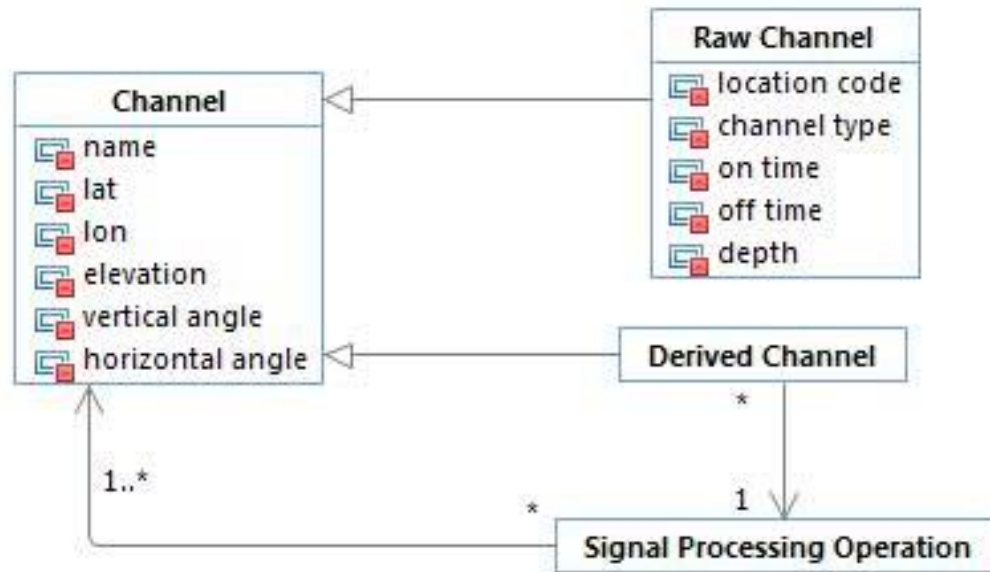 Channel
name
lat
lon
elevation
vertical angle
horizontal angle
Raw Channel
location code
channel type
on time
off time
depth
Derived Channel
*
1
1..*
*
Signal Processing Operation